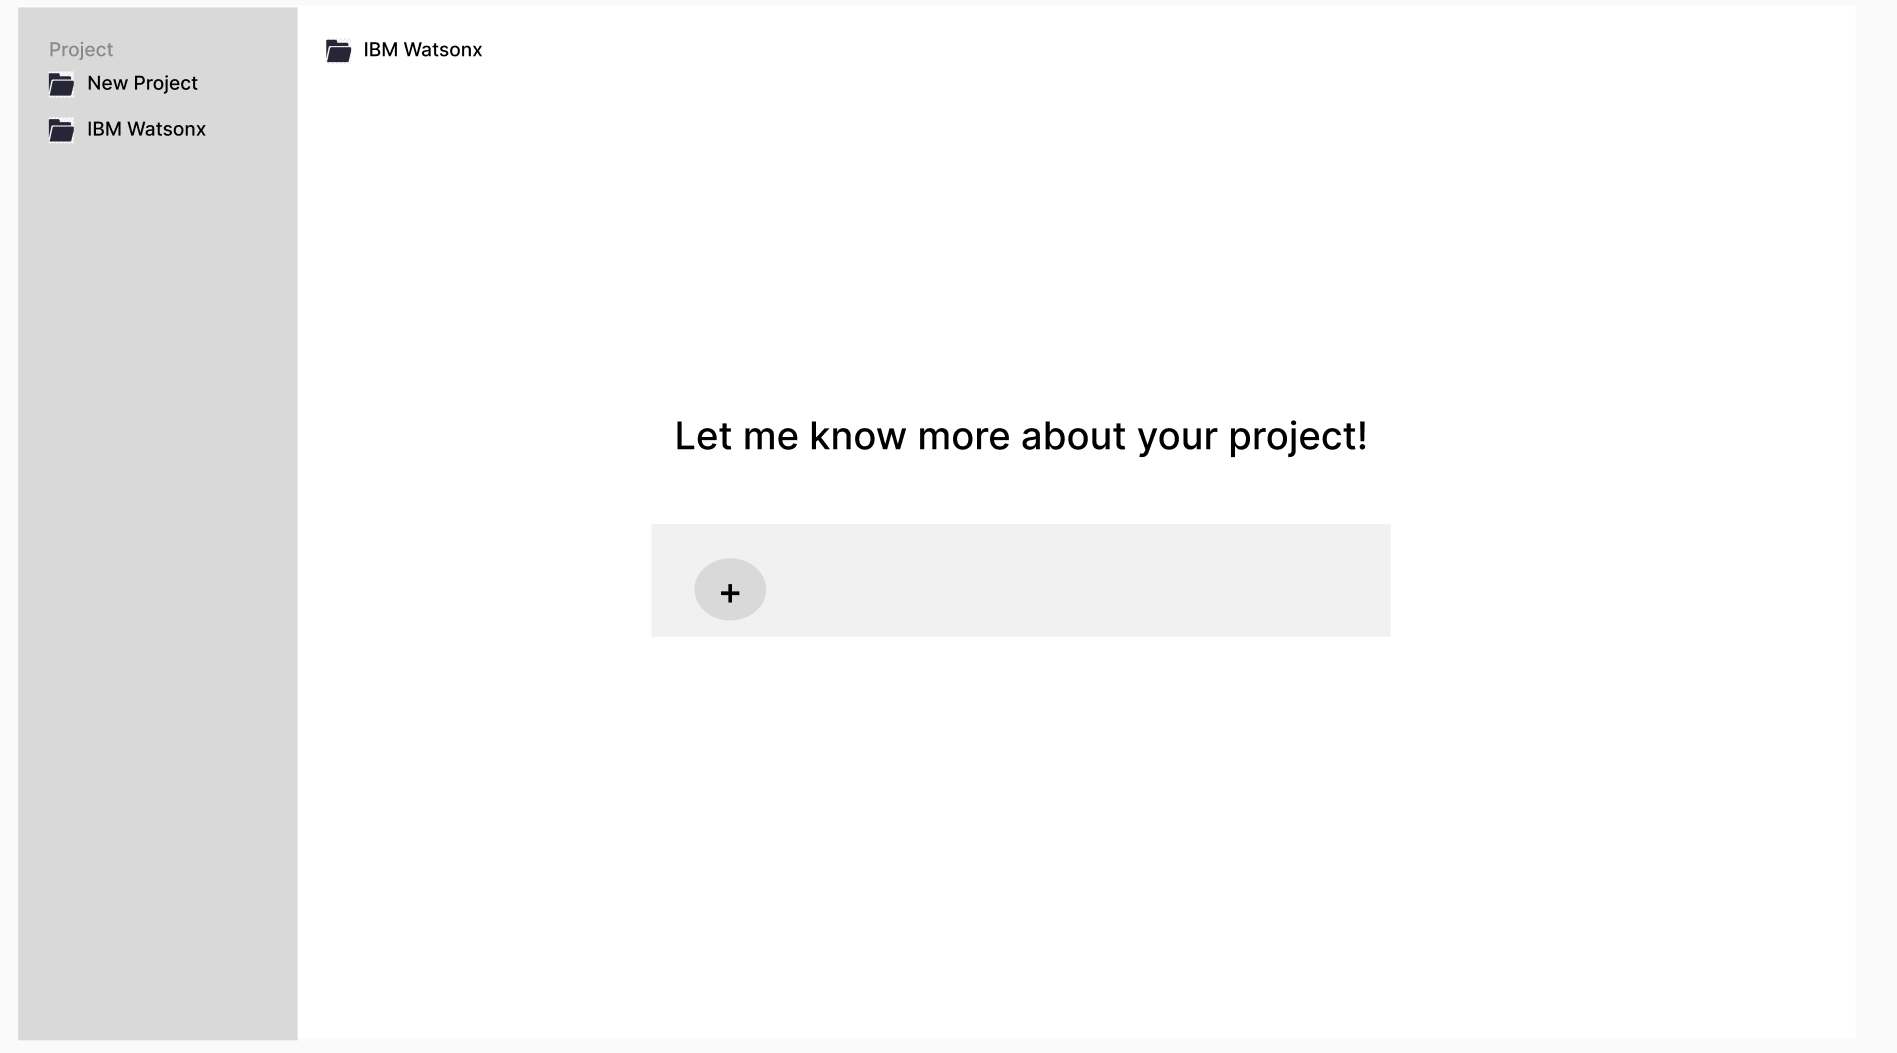 Project
New Project
IBM Watsonx
IBM Watsonx
Let me know more about your project!
+